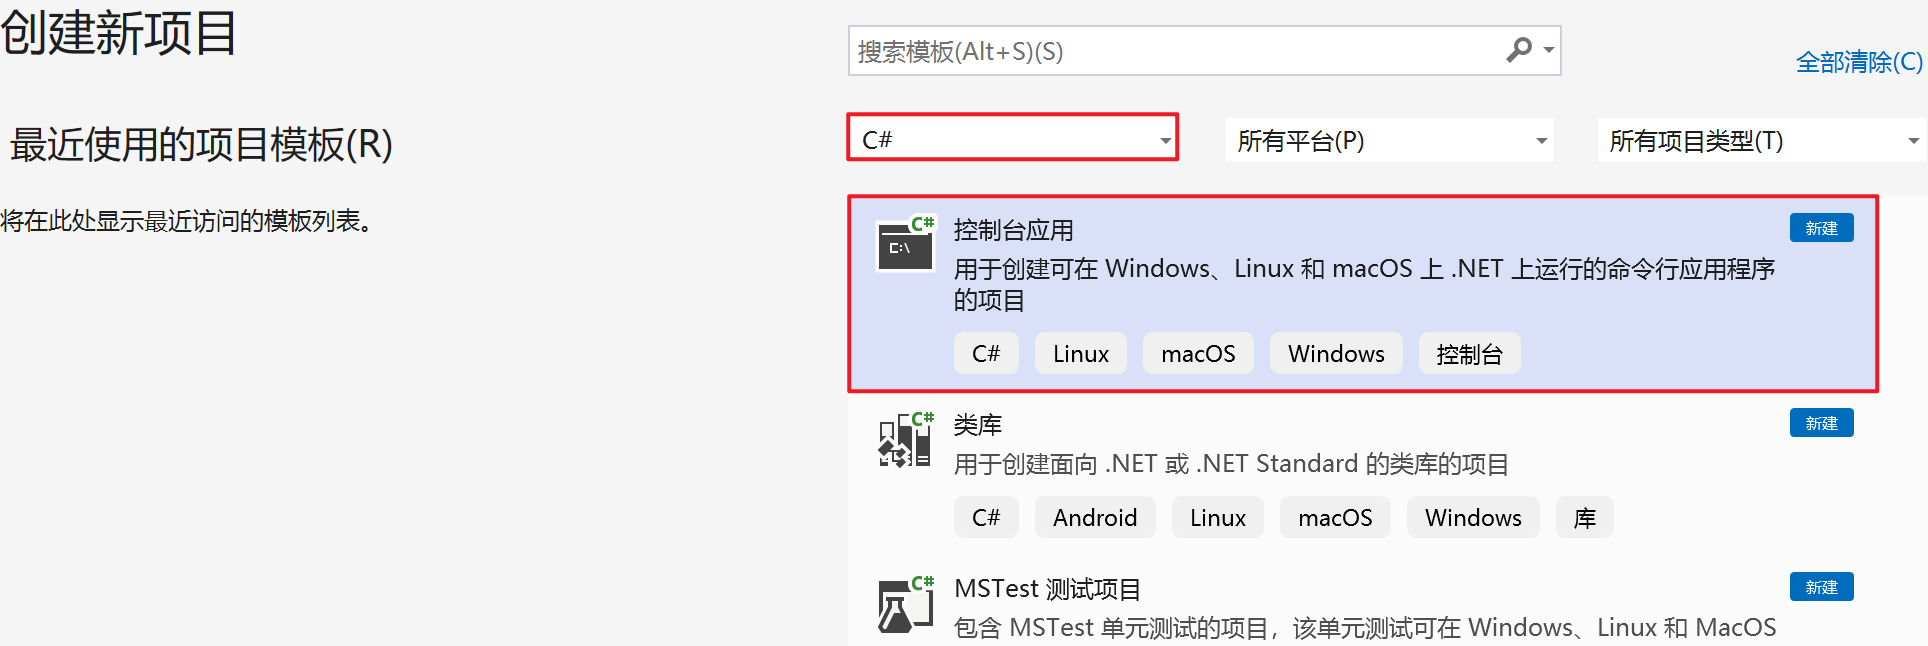 创建新项目
最近使用的项目模板(R)
将在此处显示最近访问的模板列表。
搜索模板(Alt+S)(S)
全部清除(C)
C#
所有平台(P)
所有项目类型(T)
C#
C:\
控制台应用
新建
用于创建可在 Windows、Linux 和 macOS 上 .NET 上运行的命令行应用程序
的项目
C# Linux macOS Windows 控制台
C#
类库
新建
用于创建面向 .NET 或 .NET Standard 的类库的项目
C# Android Linux macOS Windows 库
C#
MSTest 测试项目
新建
包含 MSTest 单元测试的项目，该单元测试可在 Windows、Linux 和 MacOS